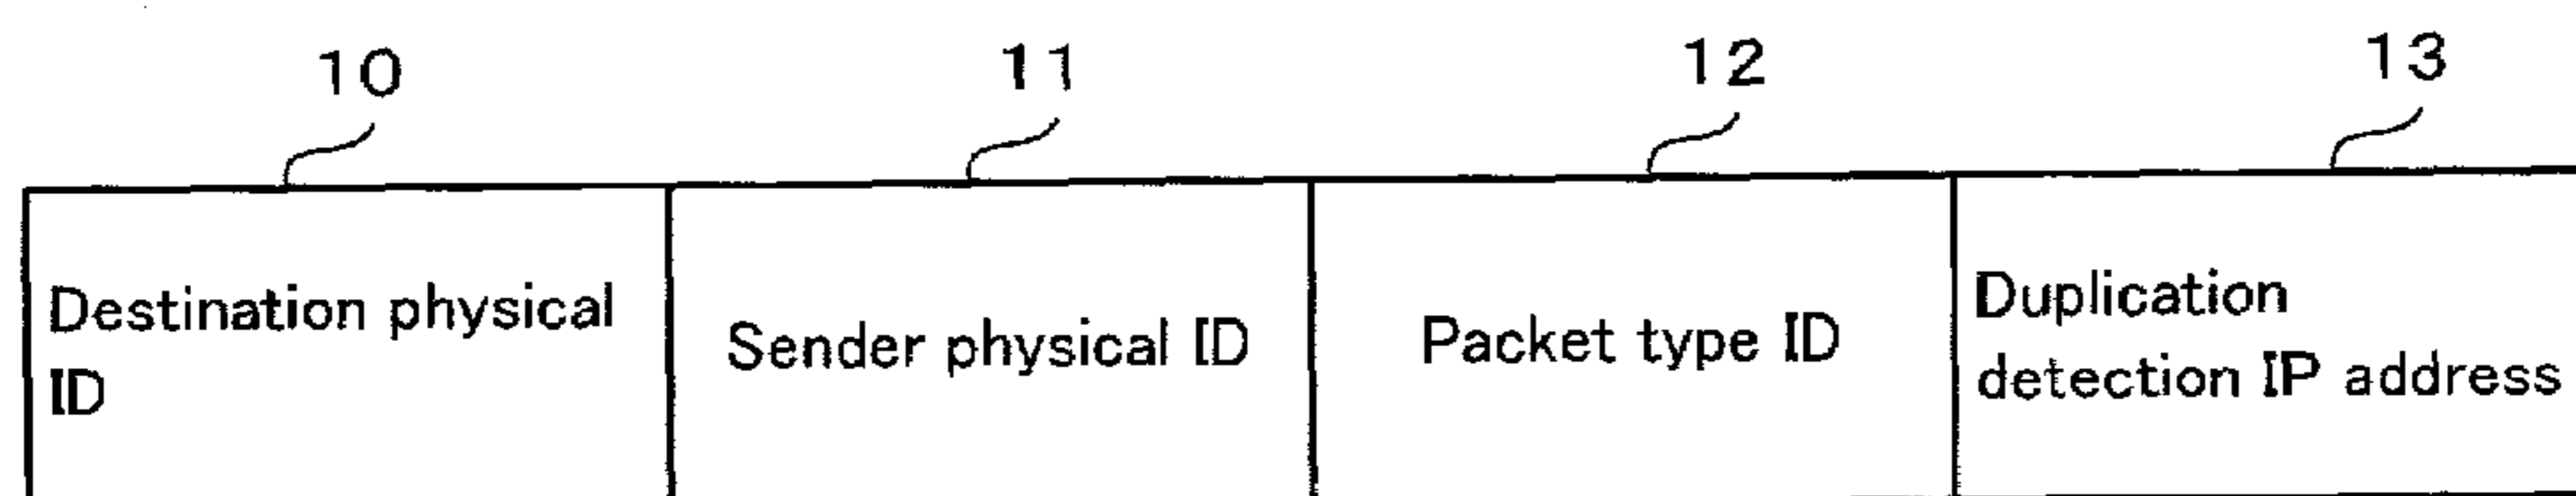 10 11 12 13
Destination physical
ID
Sender physical ID
Packet type ID
Duplication
detection IP address